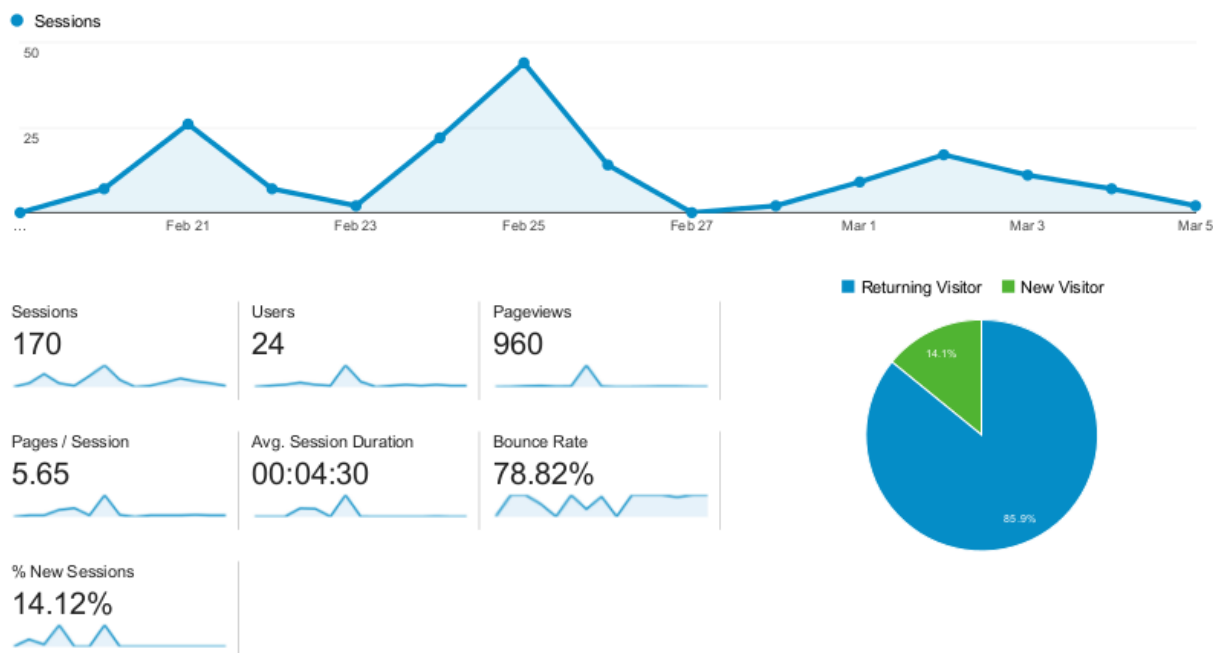 Sessions
50
25
...
Feb 21
Feb 23
Feb 25
Feb 27
Mar 1
Mar 3
Mar 5
Returning Visitor
New Visitor
Sessions
170
Users
24
Pageviews
960
14.1%
85.9%
Pages / Session
5.65
Avg. Session Duration
00:04:30
Bounce Rate
78.82%
% New Sessions
14.12%